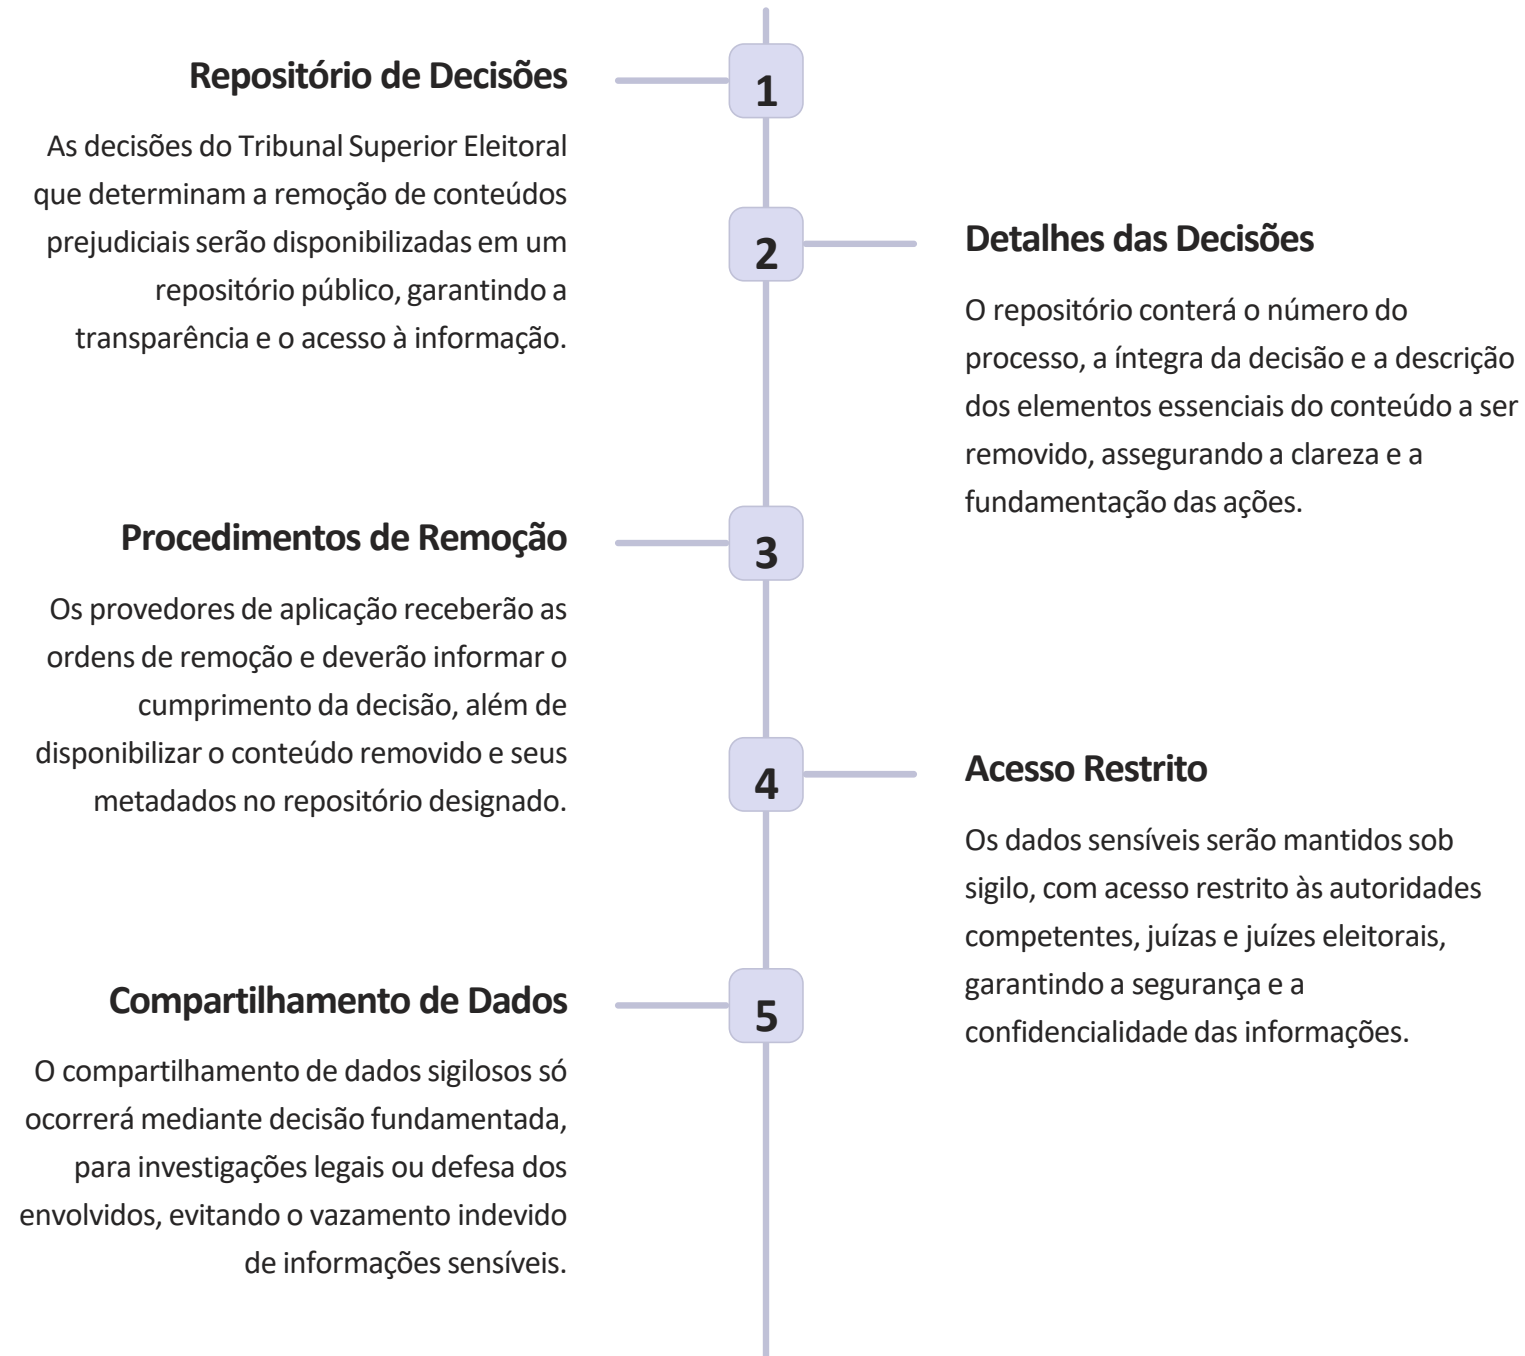 Repositório de Decisões
1
As decisões do Tribunal Superior Eleitoral
que determinam a remoção de conteúdos
prejudiciais serão disponibilizadas em um
repositório público, garantindo a
transparência e o acesso à informação.
2
Detalhes das Decisões
O repositório conterá o número do
processo, a íntegra da decisão e a descrição
dos elementos essenciais do conteúdo a ser
removido, assegurando a clareza e a
fundamentação das ações.
Procedimentos de Remoção
3
Os provedores de aplicação receberão as
ordens de remoção e deverão informar o
cumprimento da decisão, além de
disponibilizar o conteúdo removido e seus
metadados no repositório designado.
4
Acesso Restrito
Os dados sensíveis serão mantidos sob
sigilo, com acesso restrito às autoridades
competentes, juízas e juízes eleitorais,
garantindo a segurança e a
confidencialidade das informações.
Compartilhamento de Dados
5
O compartilhamento de dados sigilosos só
ocorrerá mediante decisão fundamentada,
para investigações legais ou defesa dos
envolvidos, evitando o vazamento indevido
de informações sensíveis.